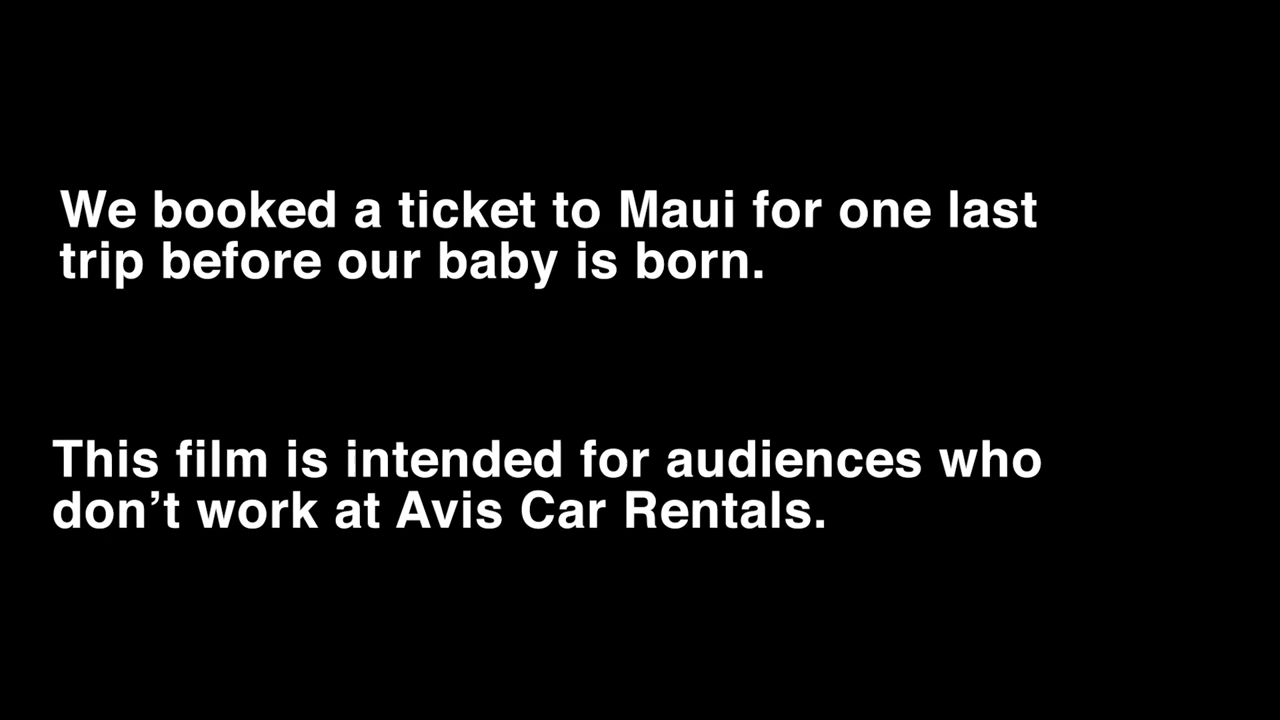 We booked a ticket to Maui for one last
trip before our baby is born.
This film is intended for audiences who
don’t work at Avis Car Rentals.